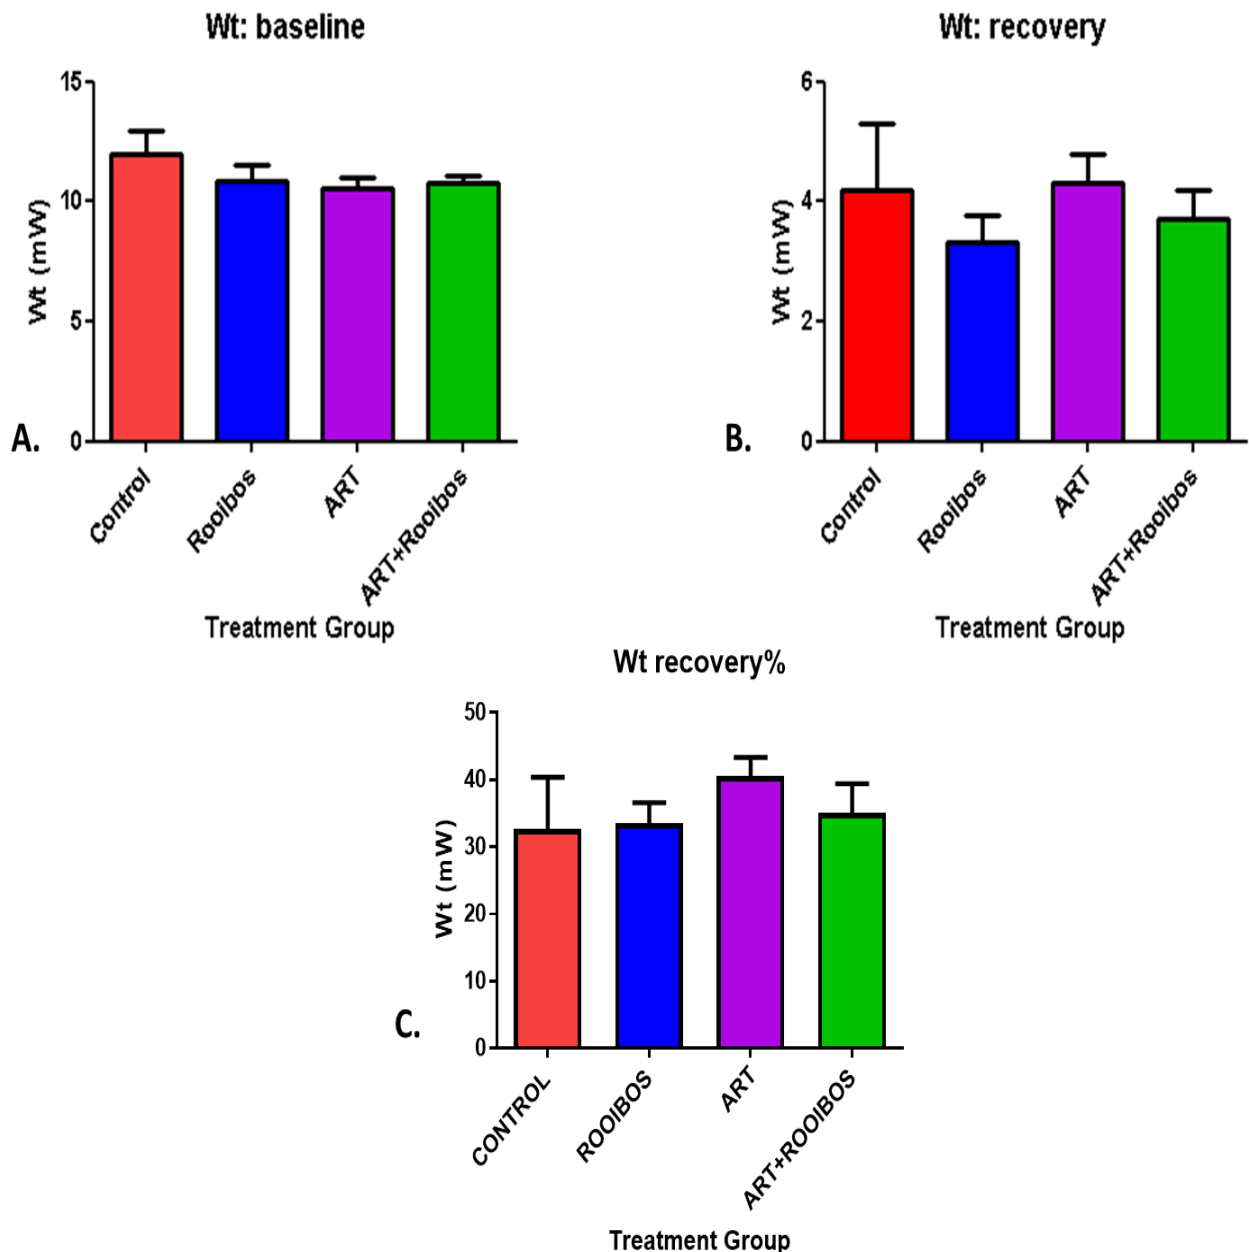 Wt: baseline
15
10
5
0
Wt (mW)
A.
Control
Rooibos
ART
ART+Rooibos
Treatment Group
Wt: recovery
6
4
2
0
Wt (mW)
B.
Control
Rooibos
ART
ART+Rooibos
Treatment Group
Wt recovery%
50
40
30
20
10
0
Wt (mW)
C.
CONTROL
ROOIBOS
ART
ART+ROOIBOS
Treatment Group